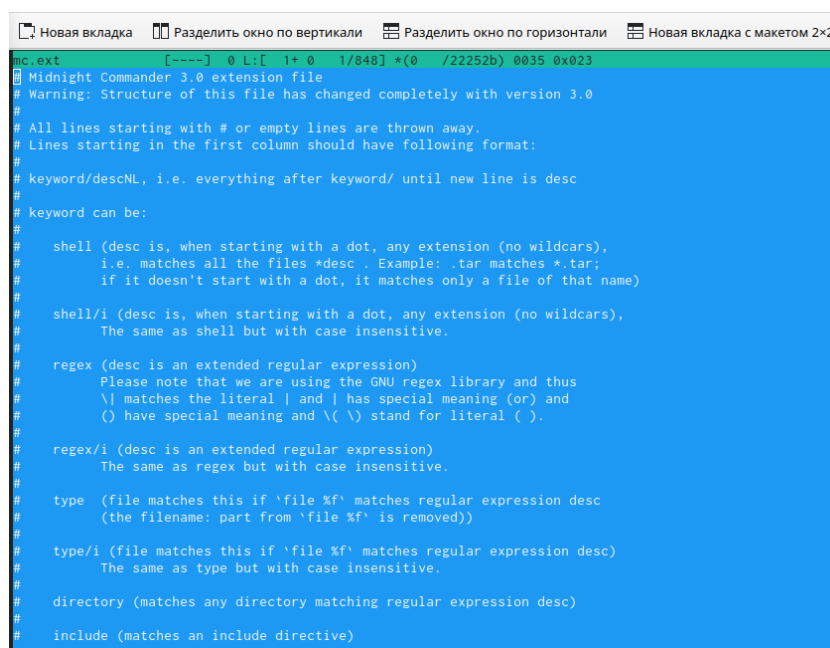 Новая вкладка Разделить окно по вертикали Разделить окно по горизонтали Новая вкладка с макетом 2×2
mc.ext [----] 0 L:[ 1+ 0 1/848] *(0 /22252b) 0035 0x023
# Midnight Commander 3.0 extension file
# Warning: Structure of this file has changed completely with version 3.0
#
# All lines starting with # or empty lines are thrown away.
# Lines starting in the first column should have following format:
#
# keyword/descNL, i.e. everything after keyword/ until new line is desc
#
# keyword can be:
#
# shell (desc is, when starting with a dot, any extension (no wildcars),
# i.e. matches all the files *desc . Example: .tar matches *.tar;
# if it doesn't start with a dot, it matches only a file of that name)
#
# shell/i (desc is, when starting with a dot, any extension (no wildcars),
# The same as shell but with case insensitive.
#
# regex (desc is an extended regular expression)
# Please note that we are using the GNU regex library and thus
# \| matches the literal | and | has special meaning (or) and
# () have special meaning and \( \) stand for literal ( ).
#
# regex/i (desc is an extended regular expression)
# The same as regex but with case insensitive.
#
# type (file matches this if `file %f` matches regular expression desc
# (the filename: part from `file %f` is removed))
#
# type/i (file matches this if `file %f` matches regular expression desc)
# The same as type but with case insensitive.
#
# directory (matches any directory matching regular expression desc)
#
# include (matches an include directive)